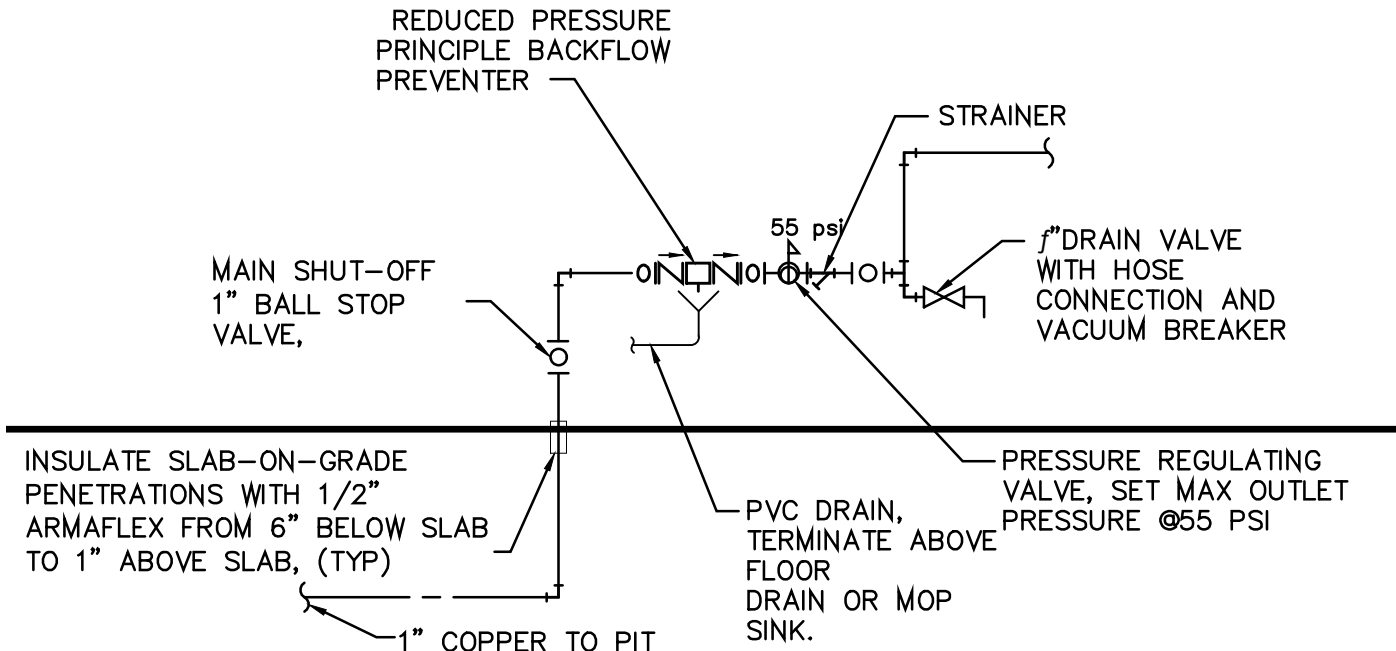 REDUCED PRESSURE
PRINCIPLE BACKFLOW
PREVENTER
STRAINER
55 psi
MAIN SHUT-OFF
1" BALL STOP
VALVE,
ƒ"DRAIN VALVE
WITH HOSE
CONNECTION AND
VACUUM BREAKER
INSULATE SLAB-ON-GRADE
PENETRATIONS WITH 1/2"
ARMAFLEX FROM 6" BELOW SLAB
TO 1" ABOVE SLAB, (TYP)
PRESSURE REGULATING
VALVE, SET MAX OUTLET
PRESSURE @55 PSI
PVC DRAIN,
TERMINATE ABOVE
FLOOR
DRAIN OR MOP
SINK.
1" COPPER TO PIT